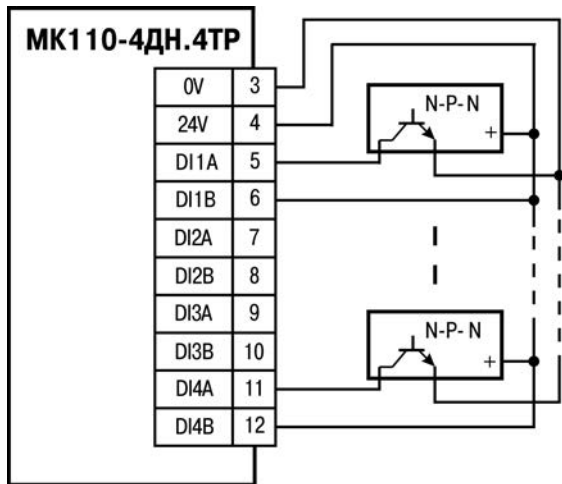 МК110-4ДН.4ТР
0V 3
24V 4
DI1A 5
DI1B 6
DI2A 7
DI2B 8
DI3A 9
DI3B 10
DI4A 11
DI4B 12
N-P-N
+
N-P-N
+